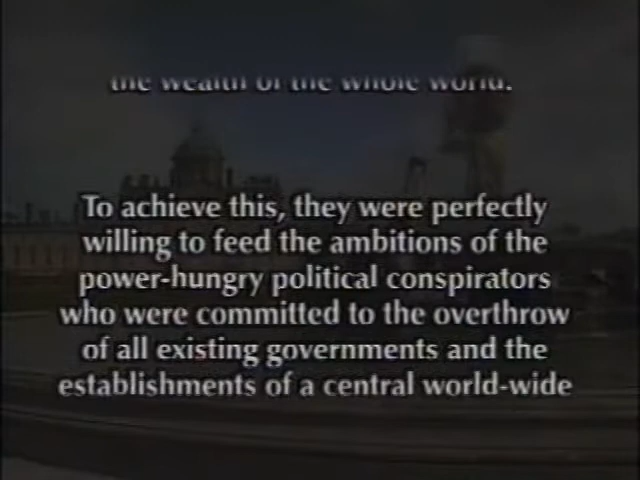 the wealth of the whole world.
To achieve this, they were perfectly
willing to feed the ambitions of the
power-hungry political conspirators
who were committed to the overthrow
of all existing governments and the
establishments of a central world-wide